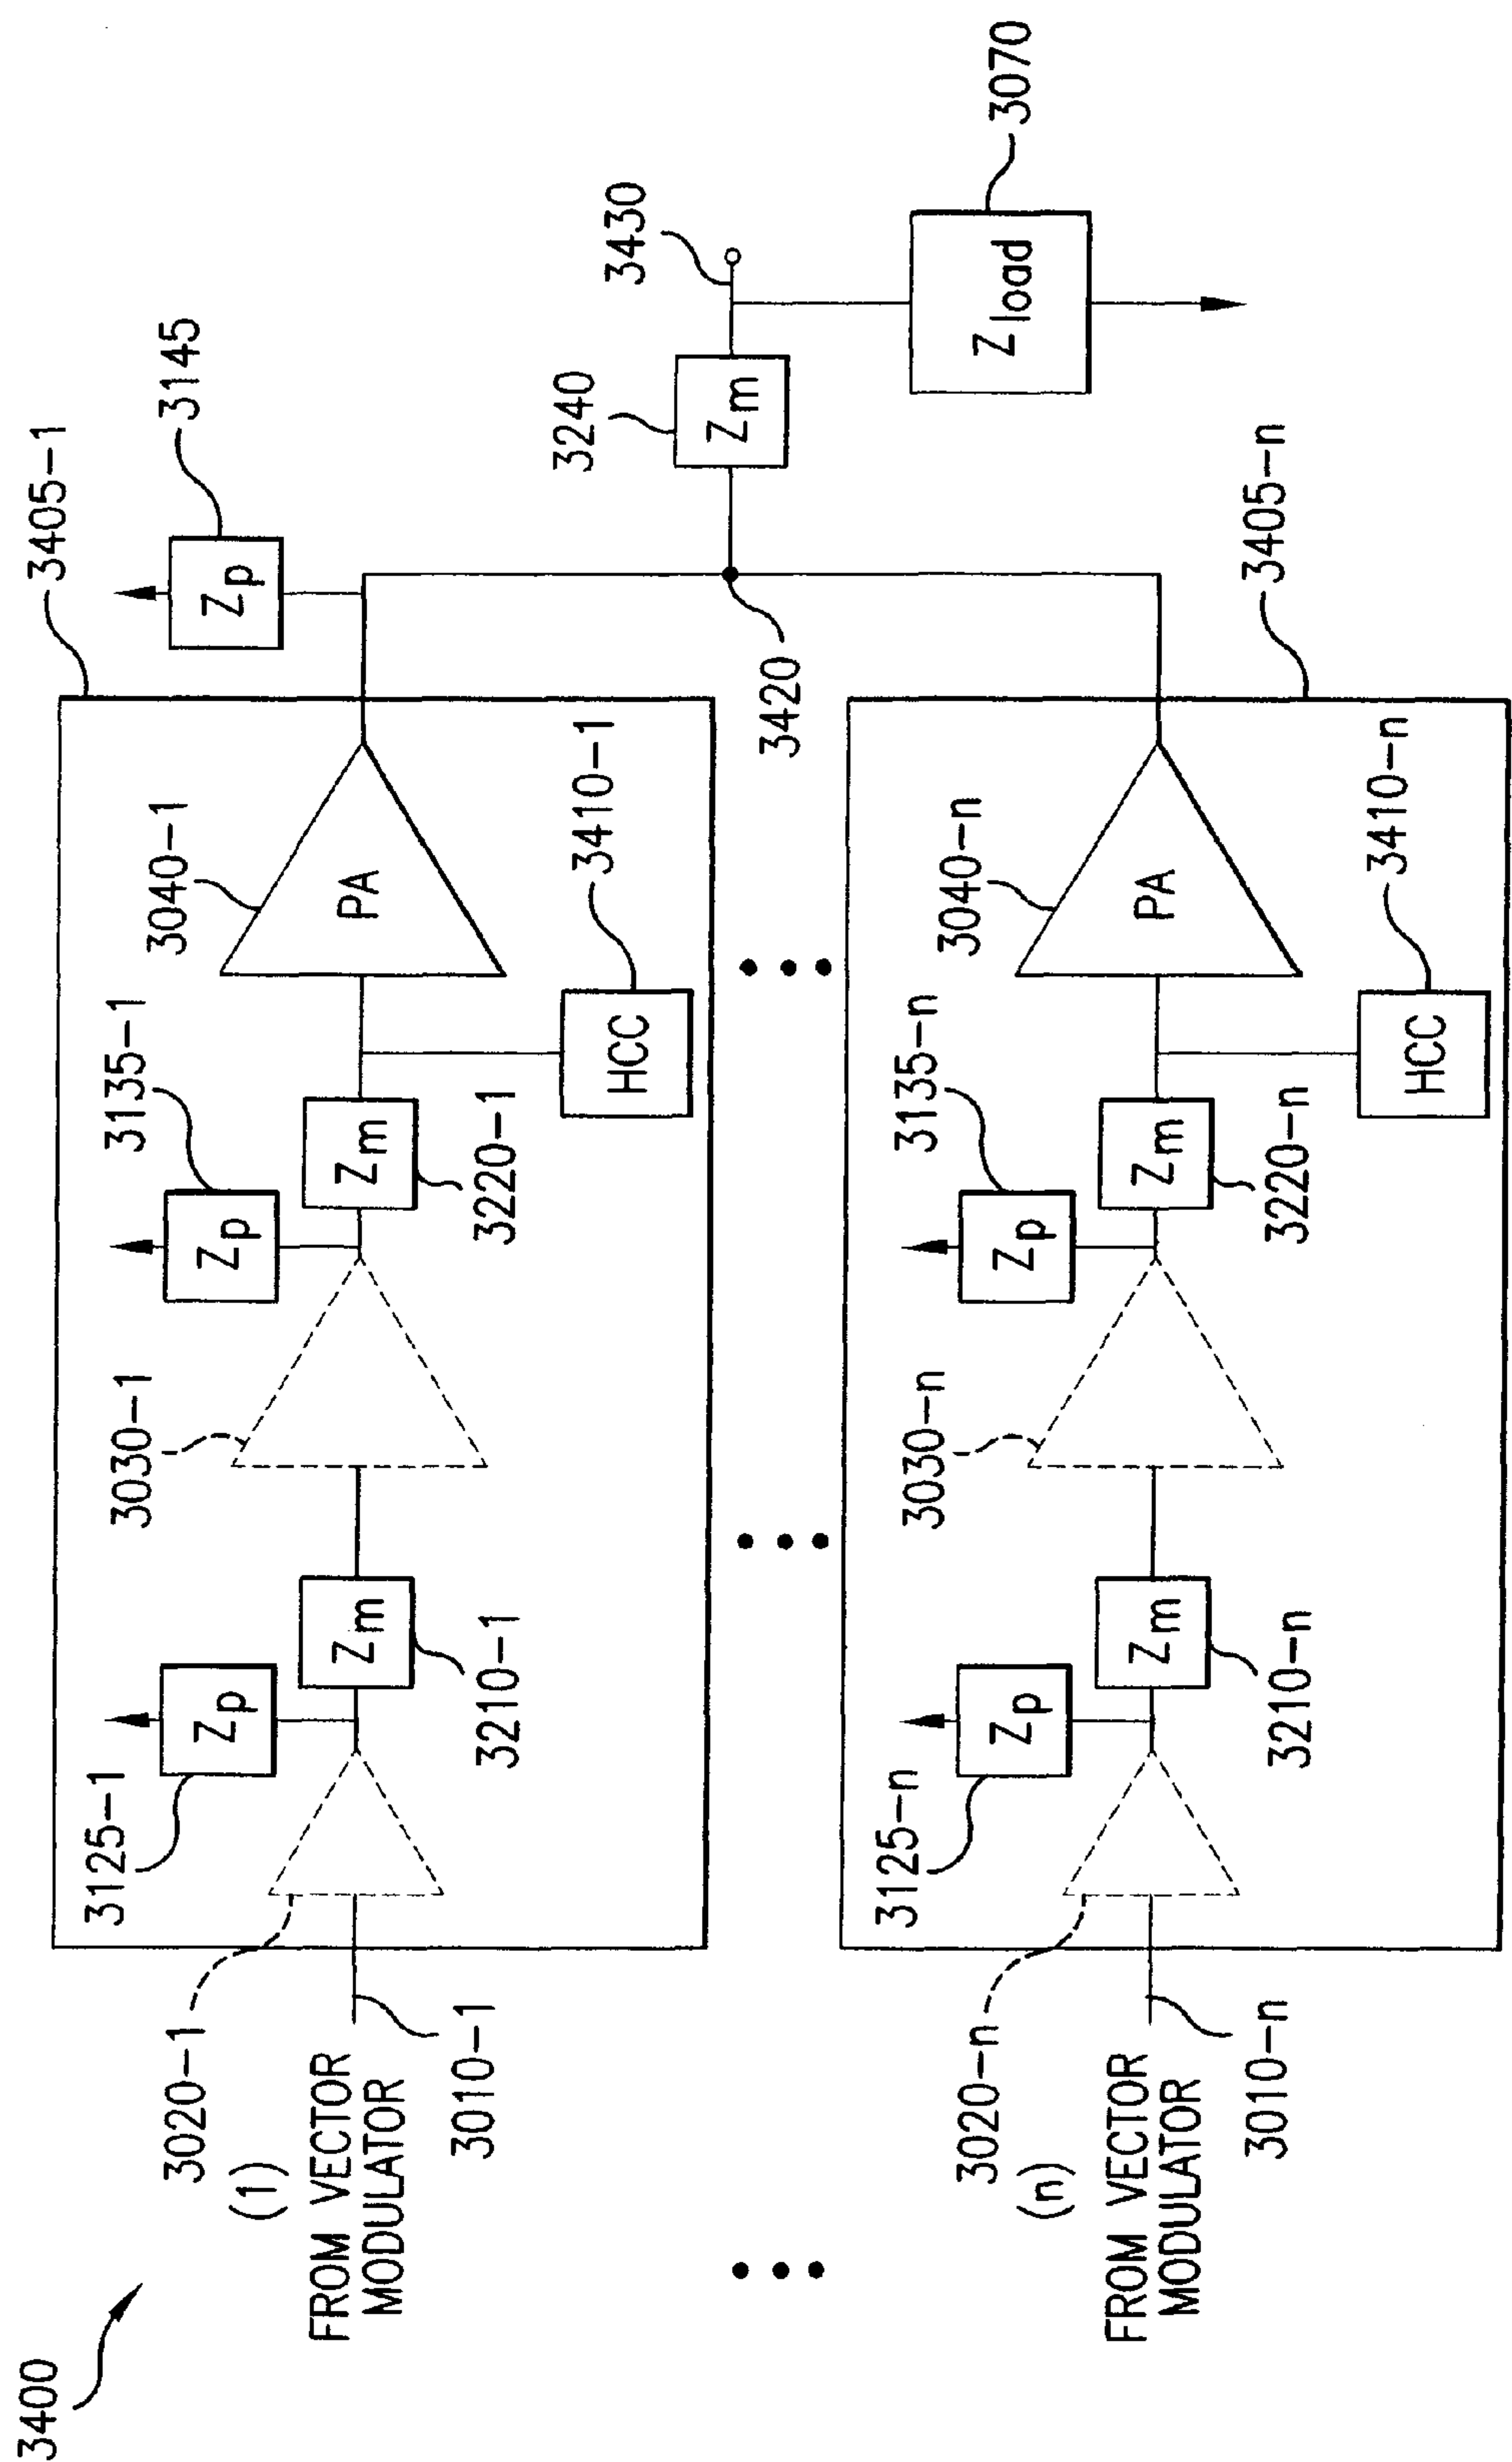 3400
3405-1
3145
3125-1
3135-1
3040-1
3030-1
3020-1
Zp
Zp
Zp
(1)
FROM VECTOR
MODULATOR
Zm
Zm
PA
3010-1
3210-1
3220-1
HCC
3410-1
3240
3430
Zm
3420
Zload
3070
3405-n
3125-n
3135-n
3040-n
3030-n
3020-n
Zp
Zp
(n)
FROM VECTOR
MODULATOR
Zm
Zm
PA
3010-n
3210-n
3220-n
HCC
3410-n